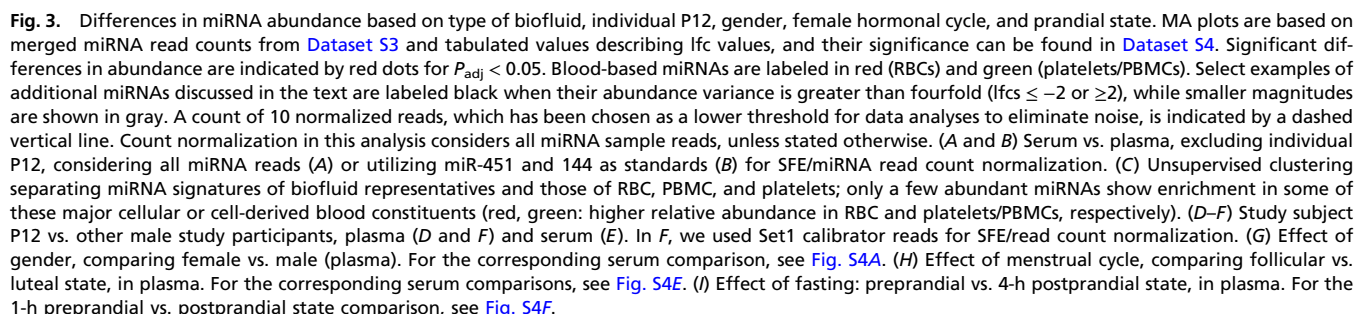 Fig. 3. Differences in miRNA abundance based on type of biofluid, individual P12, gender, female hormonal cycle, and prandial state. MA plots are based on
merged miRNA read counts from Dataset S3 and tabulated values describing lfc values, and their significance can be found in Dataset S4. Significant dif-
ferences in abundance are indicated by red dots for Padj < 0.05. Blood-based miRNAs are labeled in red (RBCs) and green (platelets/PBMCs). Select examples of
additional miRNAs discussed in the text are labeled black when their abundance variance is greater than fourfold (lfcs ≤ −2 or ≥2), while smaller magnitudes
are shown in gray. A count of 10 normalized reads, which has been chosen as a lower threshold for data analyses to eliminate noise, is indicated by a dashed
vertical line. Count normalization in this analysis considers all miRNA sample reads, unless stated otherwise. (A and B) Serum vs. plasma, excluding individual
P12, considering all miRNA reads (A) or utilizing miR-451 and 144 as standards (B) for SFE/miRNA read count normalization. (C) Unsupervised clustering
separating miRNA signatures of biofluid representatives and those of RBC, PBMC, and platelets; only a few abundant miRNAs show enrichment in some of
these major cellular or cell-derived blood constituents (red, green: higher relative abundance in RBC and platelets/PBMCs, respectively). (D–F) Study subject
P12 vs. other male study participants, plasma (D and F) and serum (E). In F, we used Set1 calibrator reads for SFE/read count normalization. (G) Effect of
gender, comparing female vs. male (plasma). For the corresponding serum comparison, see Fig. S4A. (H) Effect of menstrual cycle, comparing follicular vs.
luteal state, in plasma. For the corresponding serum comparisons, see Fig. S4E. (I) Effect of fasting: preprandial vs. 4-h postprandial state, in plasma. For the
1-h preprandial vs. postprandial state comparison, see Fig. S4F.